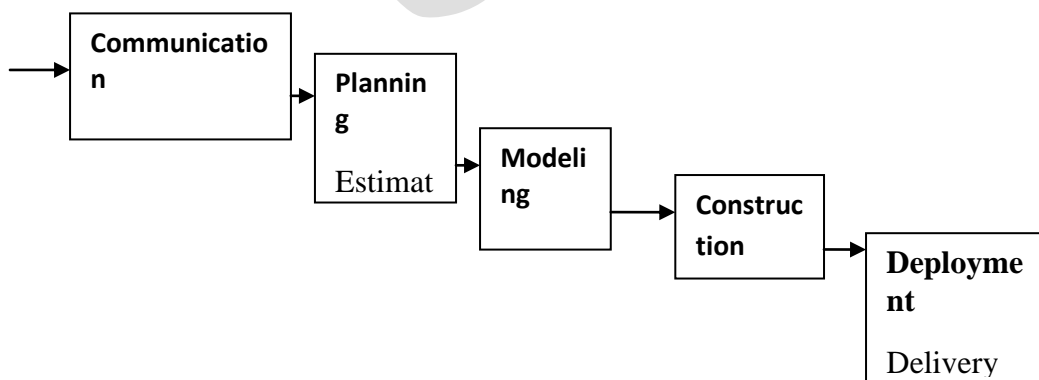 Communicatio
n
Plannin
g
Estimat
Modeli
ng
Construc
tion
Deployme
nt
Delivery